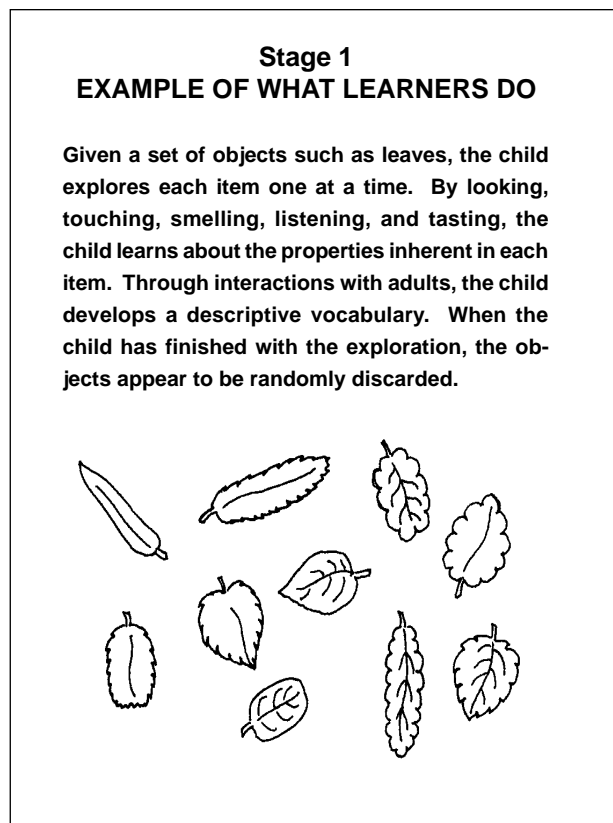 Stage 1
EXAMPLE OF WHAT LEARNERS DO
Given a set of objects such as leaves, the child
explores each item one at a time. By looking,
touching, smelling, listening, and tasting, the
child learns about the properties inherent in each
item. Through interactions with adults, the child
develops a descriptive vocabulary. When the
child has finished with the exploration, the ob-
jects appear to be randomly discarded.